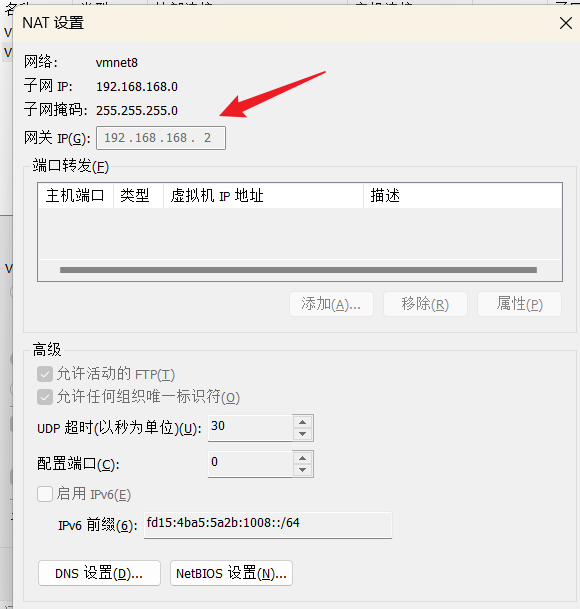 NAT 设置
网络: vmnet8
子网 IP: 192.168.168.0
子网掩码: 255.255.255.0
网关 IP(G): 192 . 168 . 168 . 2
端口转发(F)
主机端口 类型 虚拟机 IP 地址 描述
添加(A)... 移除(R) 属性(P)
高级
允许活动的 FTP(T)
允许任何组织唯一标识符(O)
UDP 超时(以秒为单位)(U): 30
配置端口(C): 0
启用 IPv6(E)
IPv6 前缀(6): fd15:4ba5:5a2b:1008::/64
DNS 设置(D)... NetBIOS 设置(N)...